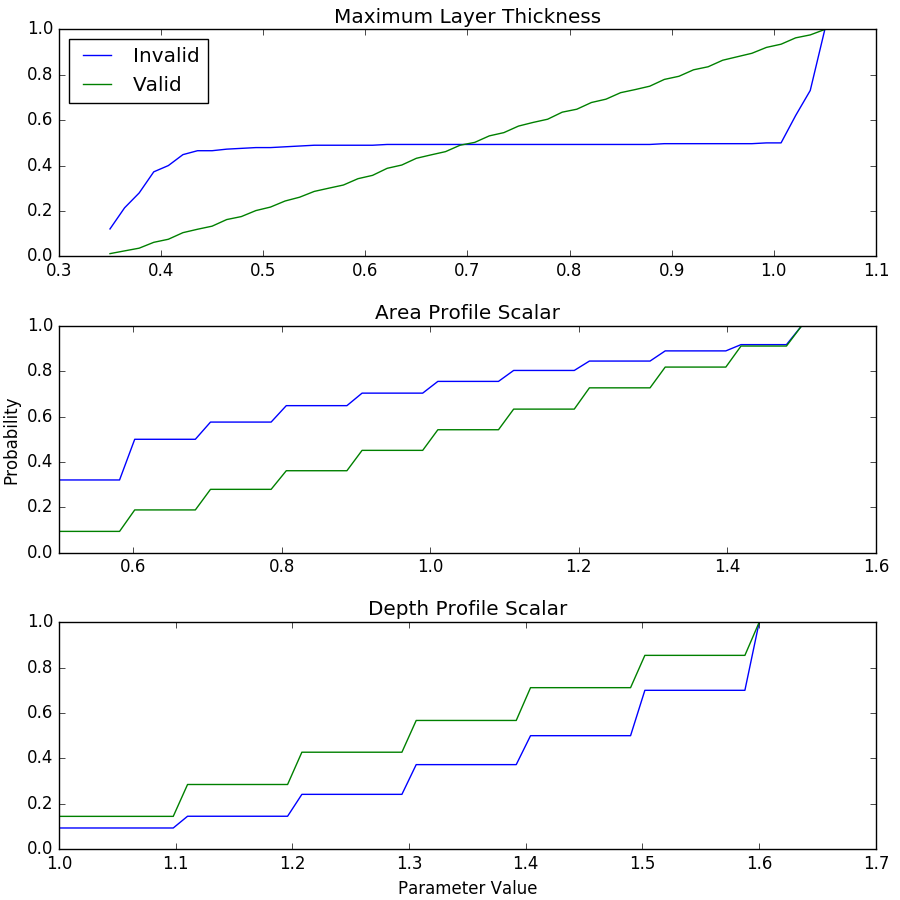 Maximum Layer Thickness
1.0
0.8
0.6
0.4
0.2
0.0
Invalid
Valid
0.3 0.4 0.5 0.6 0.7 0.8 0.9 1.0 1.1
Area Profile Scalar
1.0
0.8
0.6
0.4
0.2
0.0
Probability
0.6 0.8 1.0 1.2 1.4 1.6
Depth Profile Scalar
1.0
0.8
0.6
0.4
0.2
0.0
1.0 1.1 1.2 1.3 1.4 1.5 1.6 1.7
Parameter Value